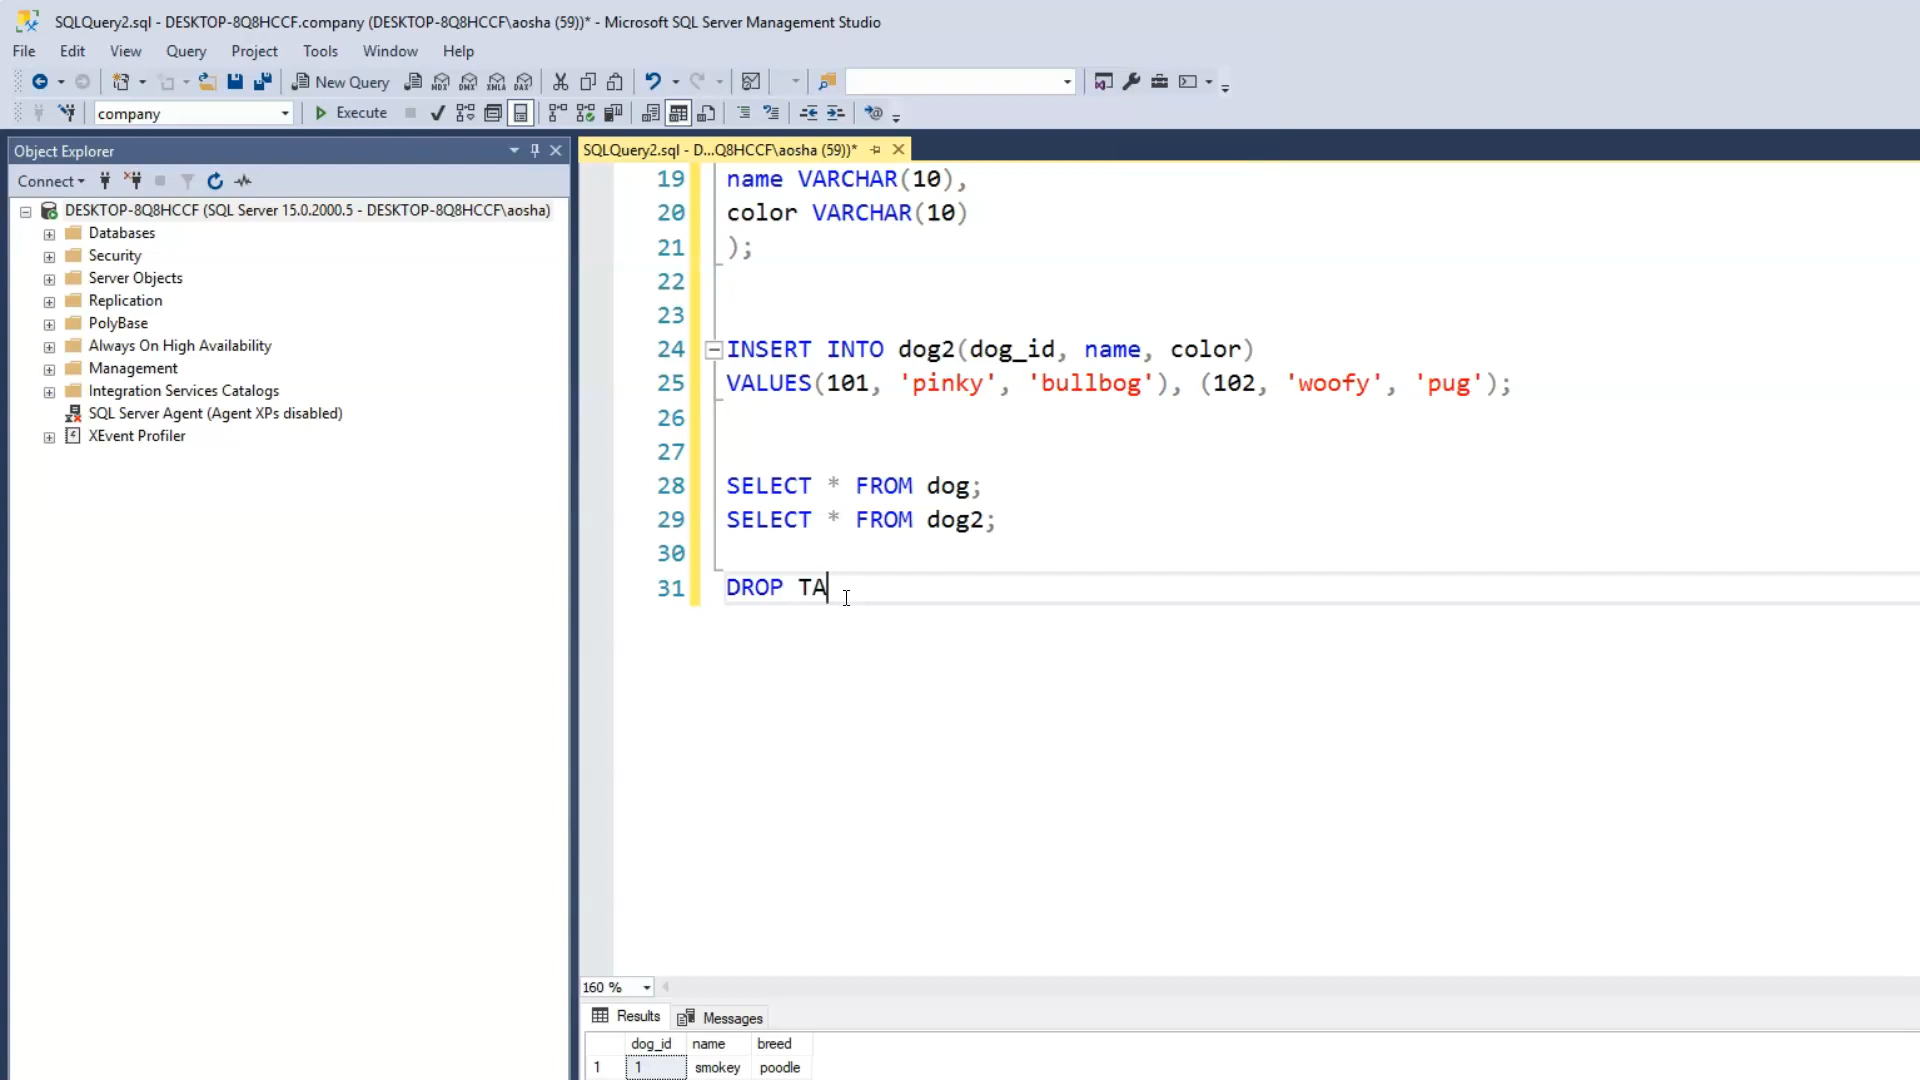 SQLQuery2.sql - DESKTOP-8Q8HCCF.company (DESKTOP-8Q8HCCF\aosha (59))* - Microsoft SQL Server Management Studio
File Edit View Query Project Tools Window Help
New Query MDX DMX XMLA DAX
company Execute
Object Explorer
SQLQuery2.sql - D...Q8HCCF\aosha (59))*
Connect
DESKTOP-8Q8HCCF (SQL Server 15.0.2000.5 - DESKTOP-8Q8HCCF\aosha)
Databases
Security
Server Objects
Replication
PolyBase
Always On High Availability
Management
Integration Services Catalogs
SQL Server Agent (Agent XPs disabled)
XEvent Profiler
19 name VARCHAR(10),
20 color VARCHAR(10)
21 );
22
23
24 INSERT INTO dog2(dog_id, name, color)
25 VALUES(101, 'pinky', 'bullbog'), (102, 'woofy', 'pug');
26
27
28 SELECT * FROM dog;
29 SELECT * FROM dog2;
30
31 DROP TA
160 %
Results Messages
dog_id name breed
1 1 smokey poodle